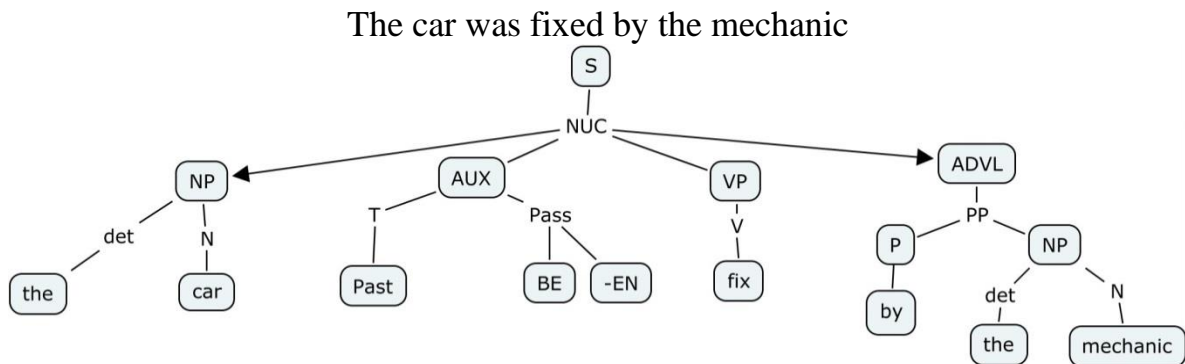 The car was fixed by the mechanic
S
NUC
NP AUX VP ADVL
det N T Pass V P PP NP
the car Past BE -EN fix by det N
the mechanic